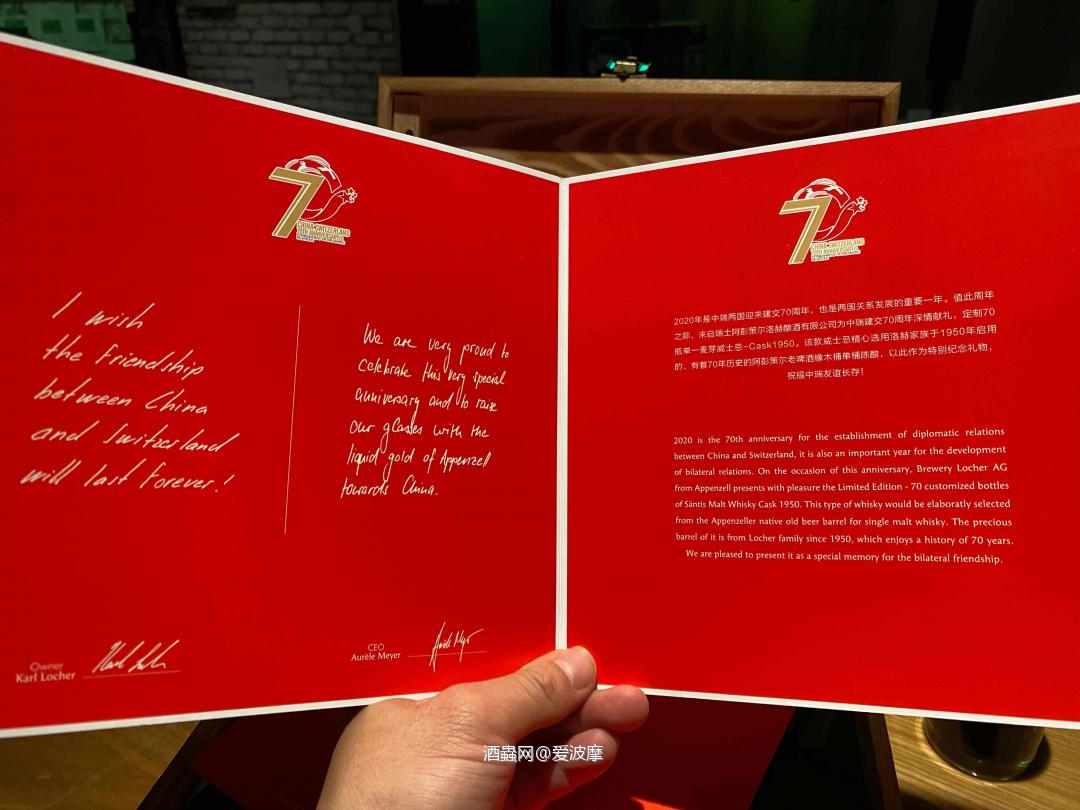 7
CHINA-SWITZERLAND
70TH ANNIVERSARY
I wish
the friendship
between China
and Switzerland
will last forever!
We are very proud to
celebrate this very special
anniversary and to raise
our glasses with the
liquid gold of Appenzell
towards China.
Owner
Karl Locher
CEO
Aurèle Meyer
7
CHINA-SWITZERLAND
70TH ANNIVERSARY
2020年是中瑞两国迎来建交70周年，也是两国关系发展的重要一年。值此周年
之际，来自瑞士阿彭策尔洛赫酿酒有限公司为中瑞建交70周年深情献礼，定制70
瓶单一麦芽威士忌-Cask1950。该款威士忌精心选用洛赫家族于1950年启用
的、有着70年历史的阿彭策尔老啤酒橡木桶单桶陈酿，以此作为特别纪念礼物，
祝福中瑞友谊长存！
2020 is the 70th anniversary for the establishment of diplomatic relations
between China and Switzerland, it is also an important year for the development
of bilateral relations. On the occasion of this anniversary, Brewery Locher AG
from Appenzell presents with pleasure the Limited Edition - 70 customized bottles
of Säntis Malt Whisky Cask 1950. This type of whisky would be elaboratly selected
from the Appenzeller native old beer barrel for single malt whisky. The precious
barrel of it is from Locher family since 1950, which enjoys a history of 70 years.
We are pleased to present it as a special memory for the bilateral friendship.
酒蟲网@爱波摩